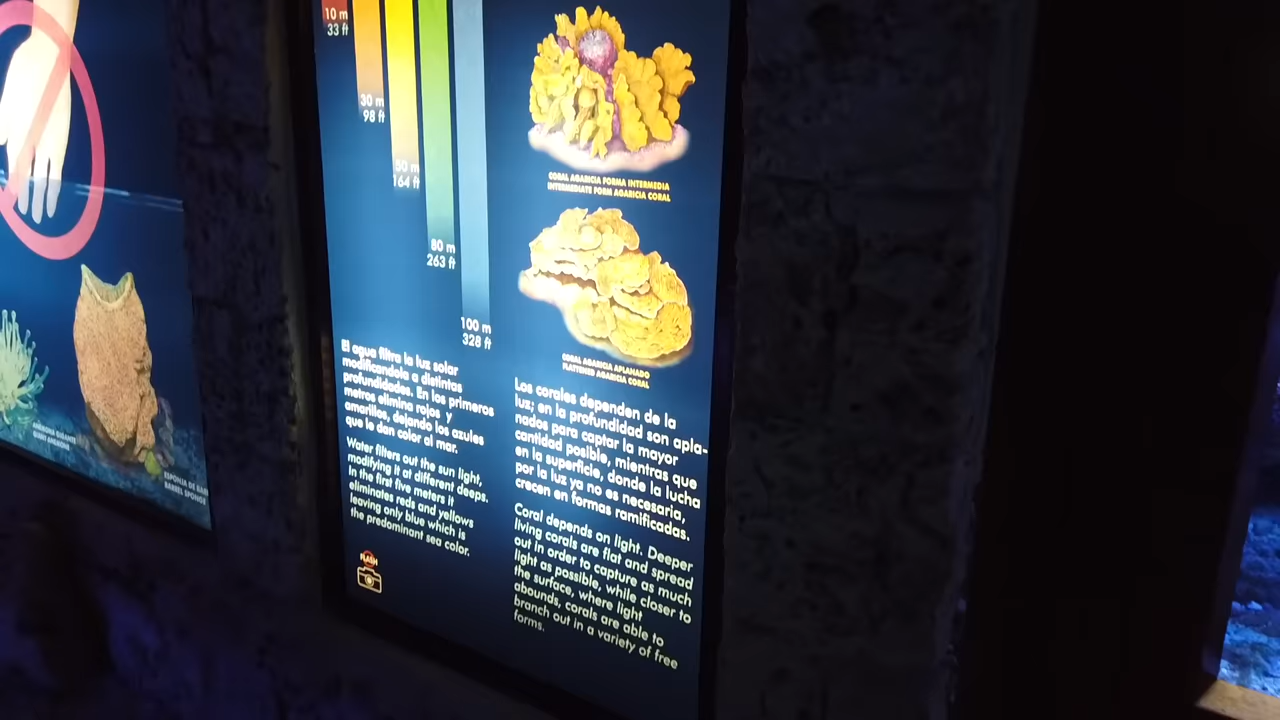 10 m
33 ft
30 m
98 ft
50 m
164 ft
80 m
263 ft
100 m
328 ft
El agua filtra la luz solar
modificandola a distintas
profundidades. En los primeros
metros elimina rojos y
amarillos, dejando los azules
que le dan color al mar.
Water filters out the sun light,
modifying it at different deeps.
In the first five meters it
eliminates reds and yellows
leaving only blue which is
the predominant sea color.
FLASH
CORAL AGARICIA FORMA INTERMEDIA
INTERMEDIATE FORM AGARICIA CORAL
CORAL AGARICIA APLANADO
FLATTENED AGARICIA CORAL
Los corales dependen de la
luz; en la profundidad son apla-
nados para captar la mayor
cantidad posible, mientras que
en la superficie, donde la lucha
por la luz ya no es necesaria,
crecen en formas ramificadas.
Coral depends on light. Deeper
living corals are flat and spread
out in order to capture as much
light as possible, while closer to
the surface, where light
abounds, corals are able to
branch out in a variety of free
forms.
ANEMONA GIGANTE
GIANT ANEMONE
ESPONJA DE
BARREL SPONGE